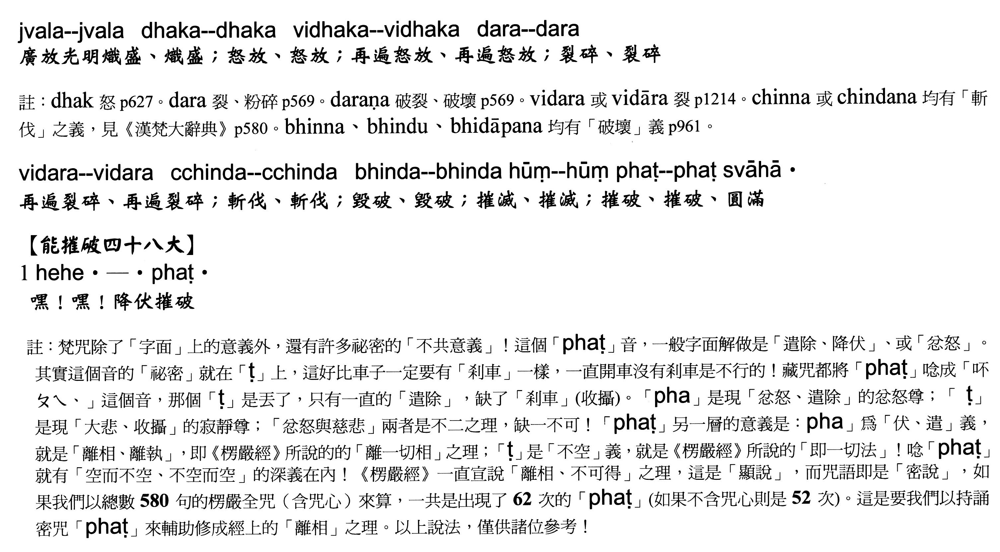 jvala--jvala dhaka--dhaka vidhaka--vidhaka dara--dara
廣放光明熾盛、熾盛；怒放、怒放；再遍怒放、再遍怒放；裂碎、裂碎
註：dhak 怒 p627。dara 裂、粉碎 p569。daraṇa 破裂、破壞 p569。vidara 或 vidāra 裂 p1214。chinna 或 chindana 均有「斬
伐」之義，見《漢梵大辭典》p580。bhinna、bhindu、bhidāpana 均有「破壞」義 p961。
vidara--vidara cchinda--cchinda bhinda--bhinda hūṃ--hūṃ phaṭ--phaṭ svāhā•
再遍裂碎、再遍裂碎；斬伐、斬伐；毀破、毀破；摧滅、摧滅；摧破、摧破、圓滿
【能摧破四十八大】
1 hehe•—•phaṭ•
嘿！嘿！降伏摧破
註：梵咒除了「字面」上的意義外，還有許多祕密的「不共意義」！這個「phaṭ」音，一般字面解做是「遣除、降伏」、或「忿怒」。
其實這個音的「祕密」就在「ṭ」上，這好比車子一定要有「剎車」一樣，一直開車沒有剎車是不行的！藏咒都將「phaṭ」唸成「吥
ㄆㄟˋ」這個音，那個「ṭ」是丟了，只有一直的「遣除」，缺了「剎車」(收攝)。「pha」是現「忿怒、遣除」的忿怒尊；「ṭ」
是現「大悲、收攝」的寂靜尊；「忿怒與慈悲」兩者是不二之理，缺一不可！「phaṭ」另一層的意義是：pha」爲「伏、遣」義，
就是「離相、離執」，即《楞嚴經》所說的的「離一切相」之理；「ṭ」是「不空」義，就是《楞嚴經》所說的「即一切法」！唸「phaṭ」
就有「空而不空、不空而空」的深義在內！《楞嚴經》一直宣說「離相、不可得」之理，這是「顯說」，而咒語即是「密說」，如
果我們以總數 580 句的楞嚴全咒（含咒心）來算，一共是出現了 62 次的「phaṭ」(如果不含咒心則是 52 次)。這是要我們以持誦
密咒「phaṭ」來輔助修成經上的「離相」之理。以上說法，僅供諸位參考！